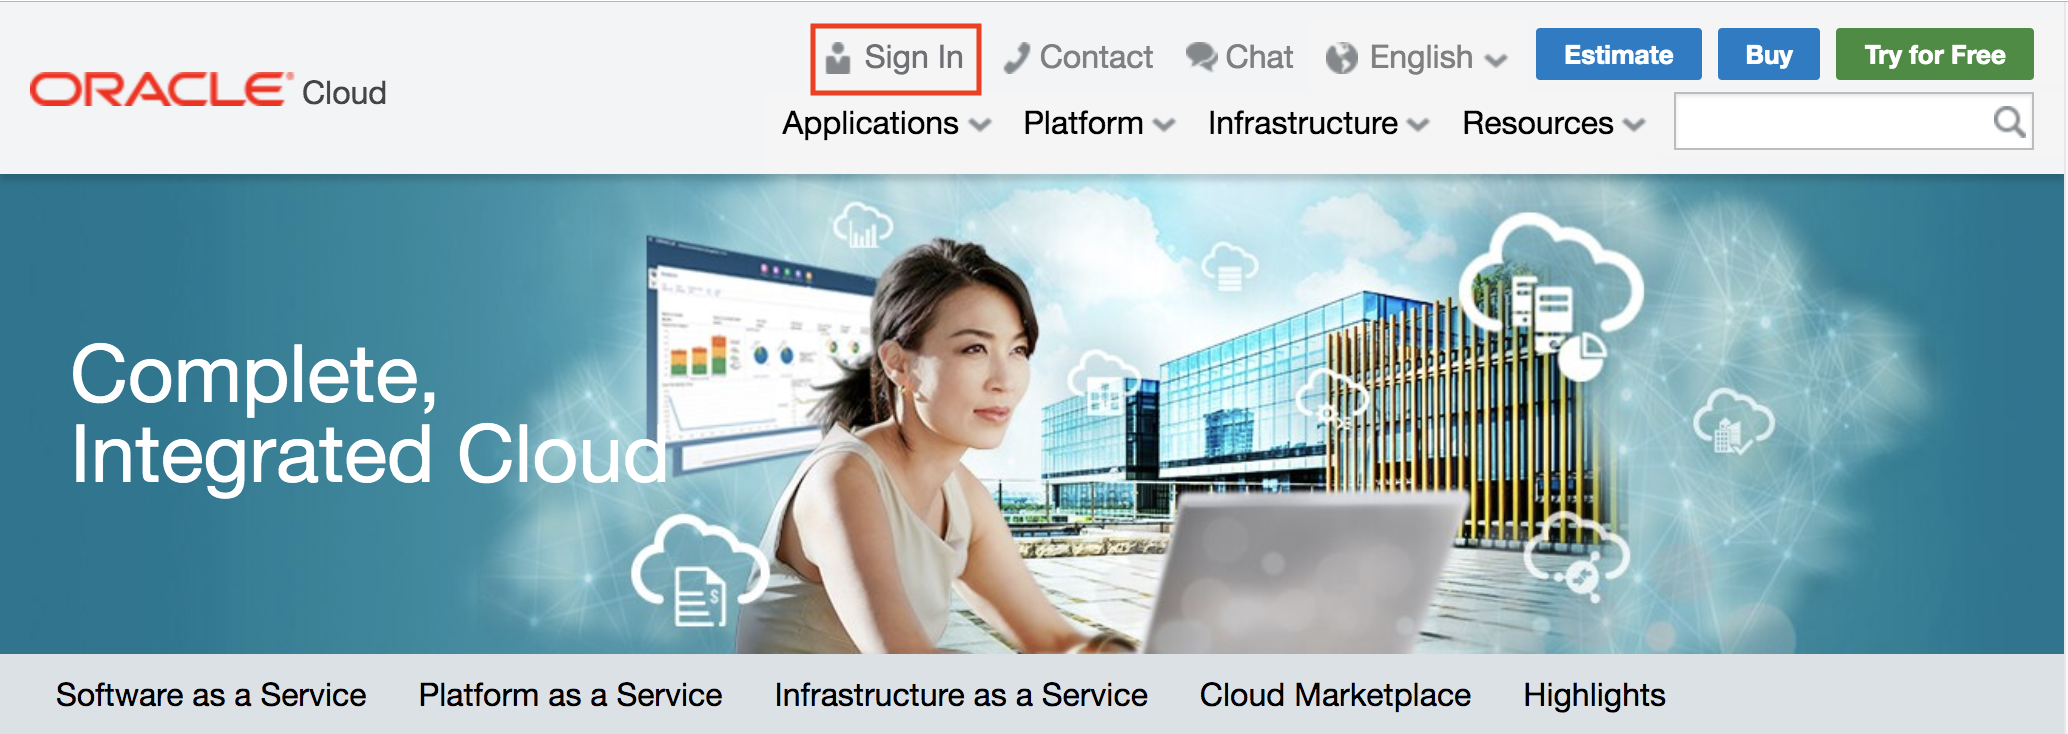 ORACLE Cloud
Sign In Contact Chat English Estimate Buy Try for Free
Applications Platform Infrastructure Resources
Complete,
Integrated Cloud
Software as a Service Platform as a Service Infrastructure as a Service Cloud Marketplace Highlights